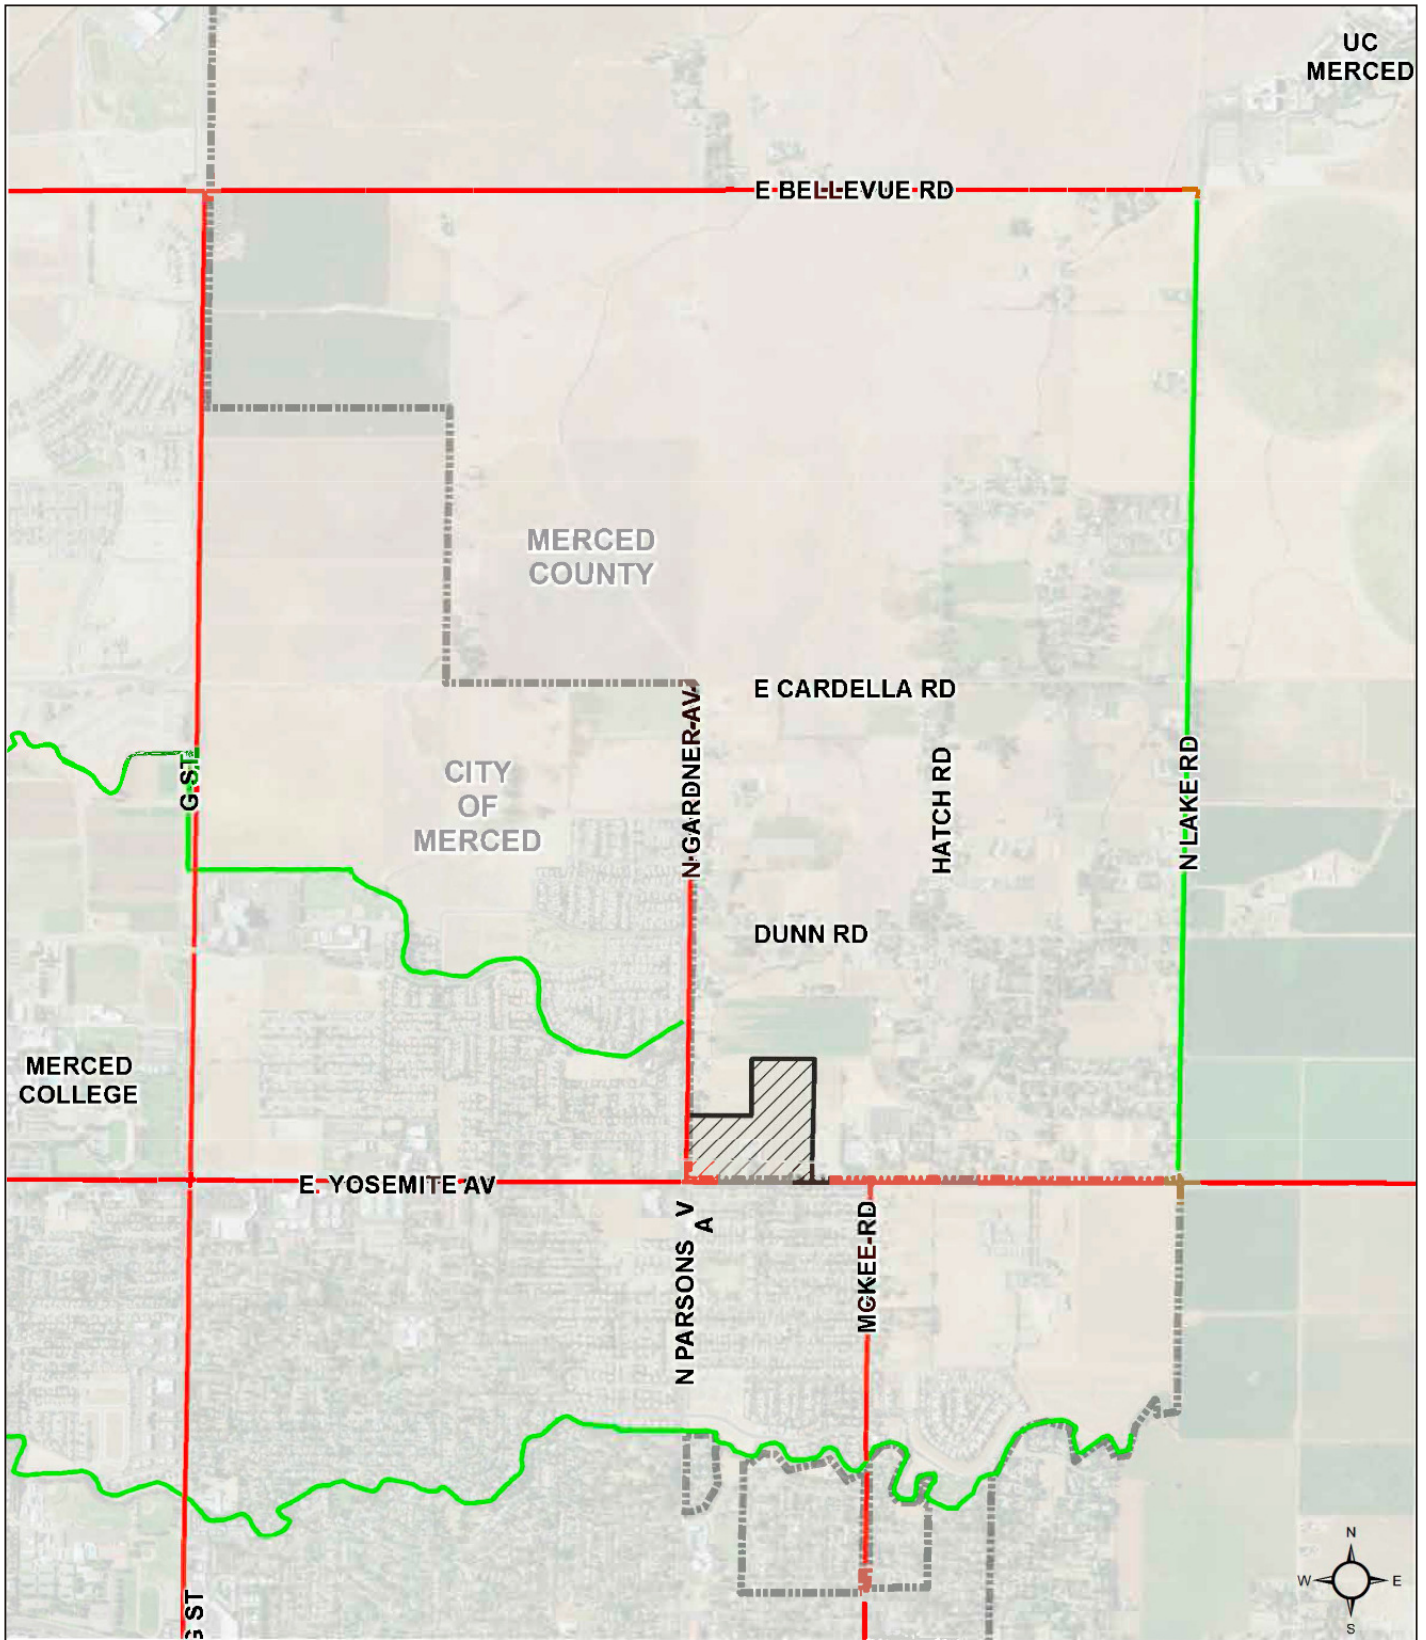 UC
MERCED
E BELLEVUE RD
MERCED
COUNTY
E CARDELLA RD
N GARDNER AV
HATCH RD
N LAKE RD
G ST
CITY
OF
MERCED
DUNN RD
MERCED
COLLEGE
E. YOSEMITE AV
N PARSONS AV
MCKEE RD
G ST
N
W
E
S